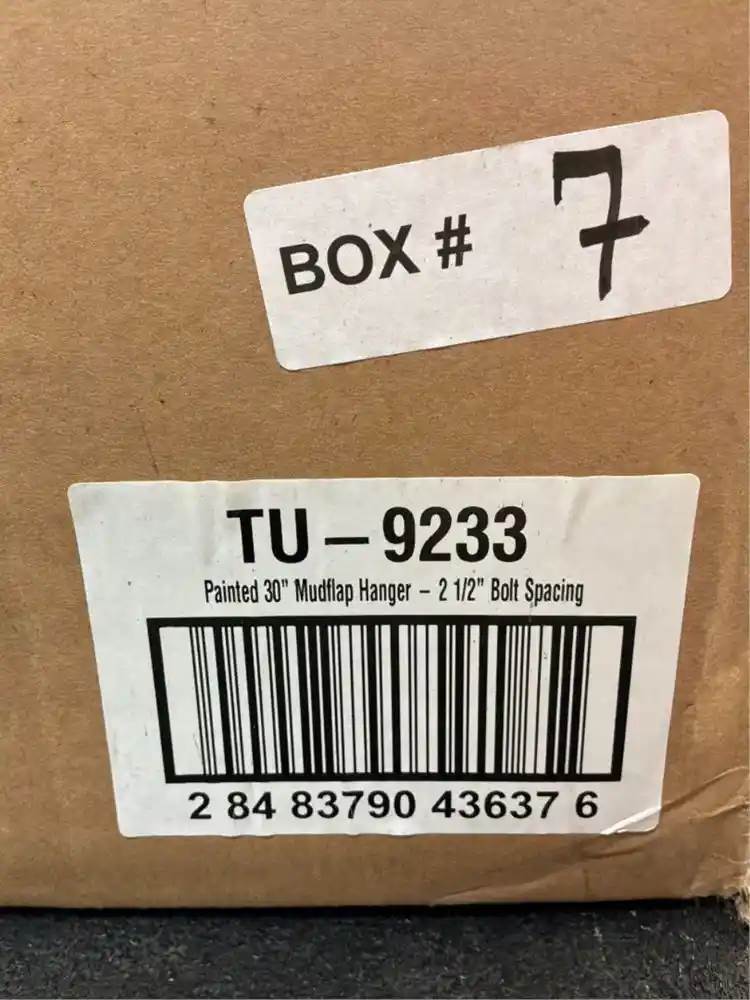 BOX # 7
TU – 9233
Painted 30” Mudflap Hanger – 2 1/2” Bolt Spacing
2 84 83790 43637 6